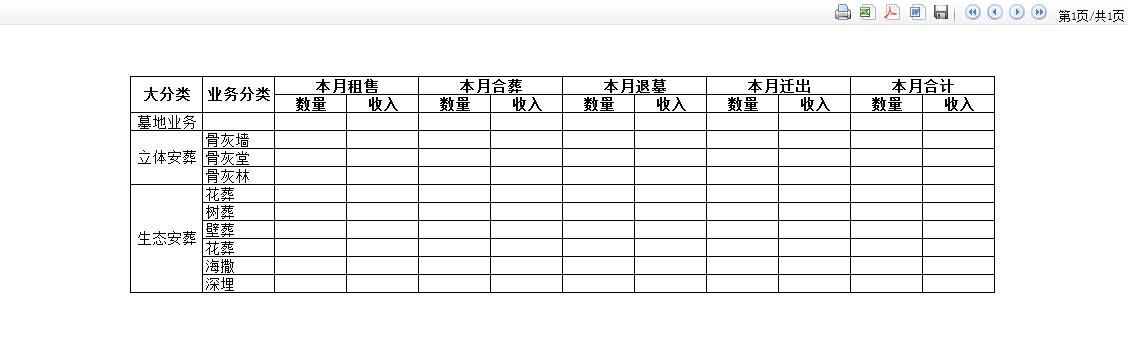 第1页/共1页
大分类 业务分类 本月租售 本月合葬 本月退墓 本月迁出 本月合计
数量 收入 数量 收入 数量 收入 数量 收入 数量 收入
墓地业务
立体安葬 骨灰墙
骨灰堂
骨灰林
生态安葬 花葬
树葬
壁葬
花葬
海撒
深埋